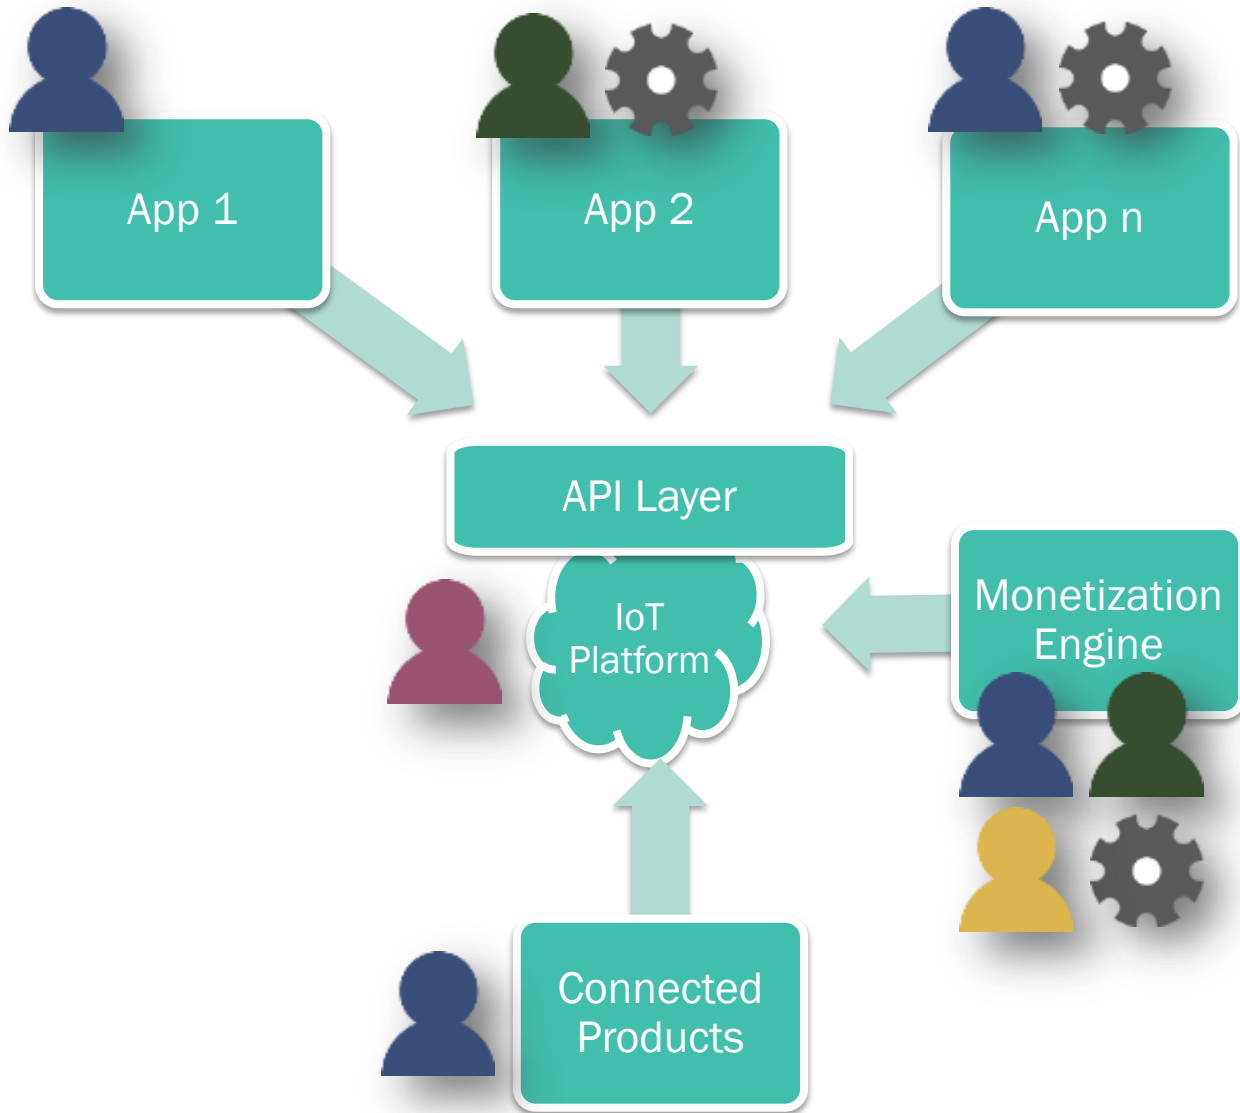 App 1
App 2
App n
API Layer
IoT
Platform
Monetization
Engine
Connected
Products